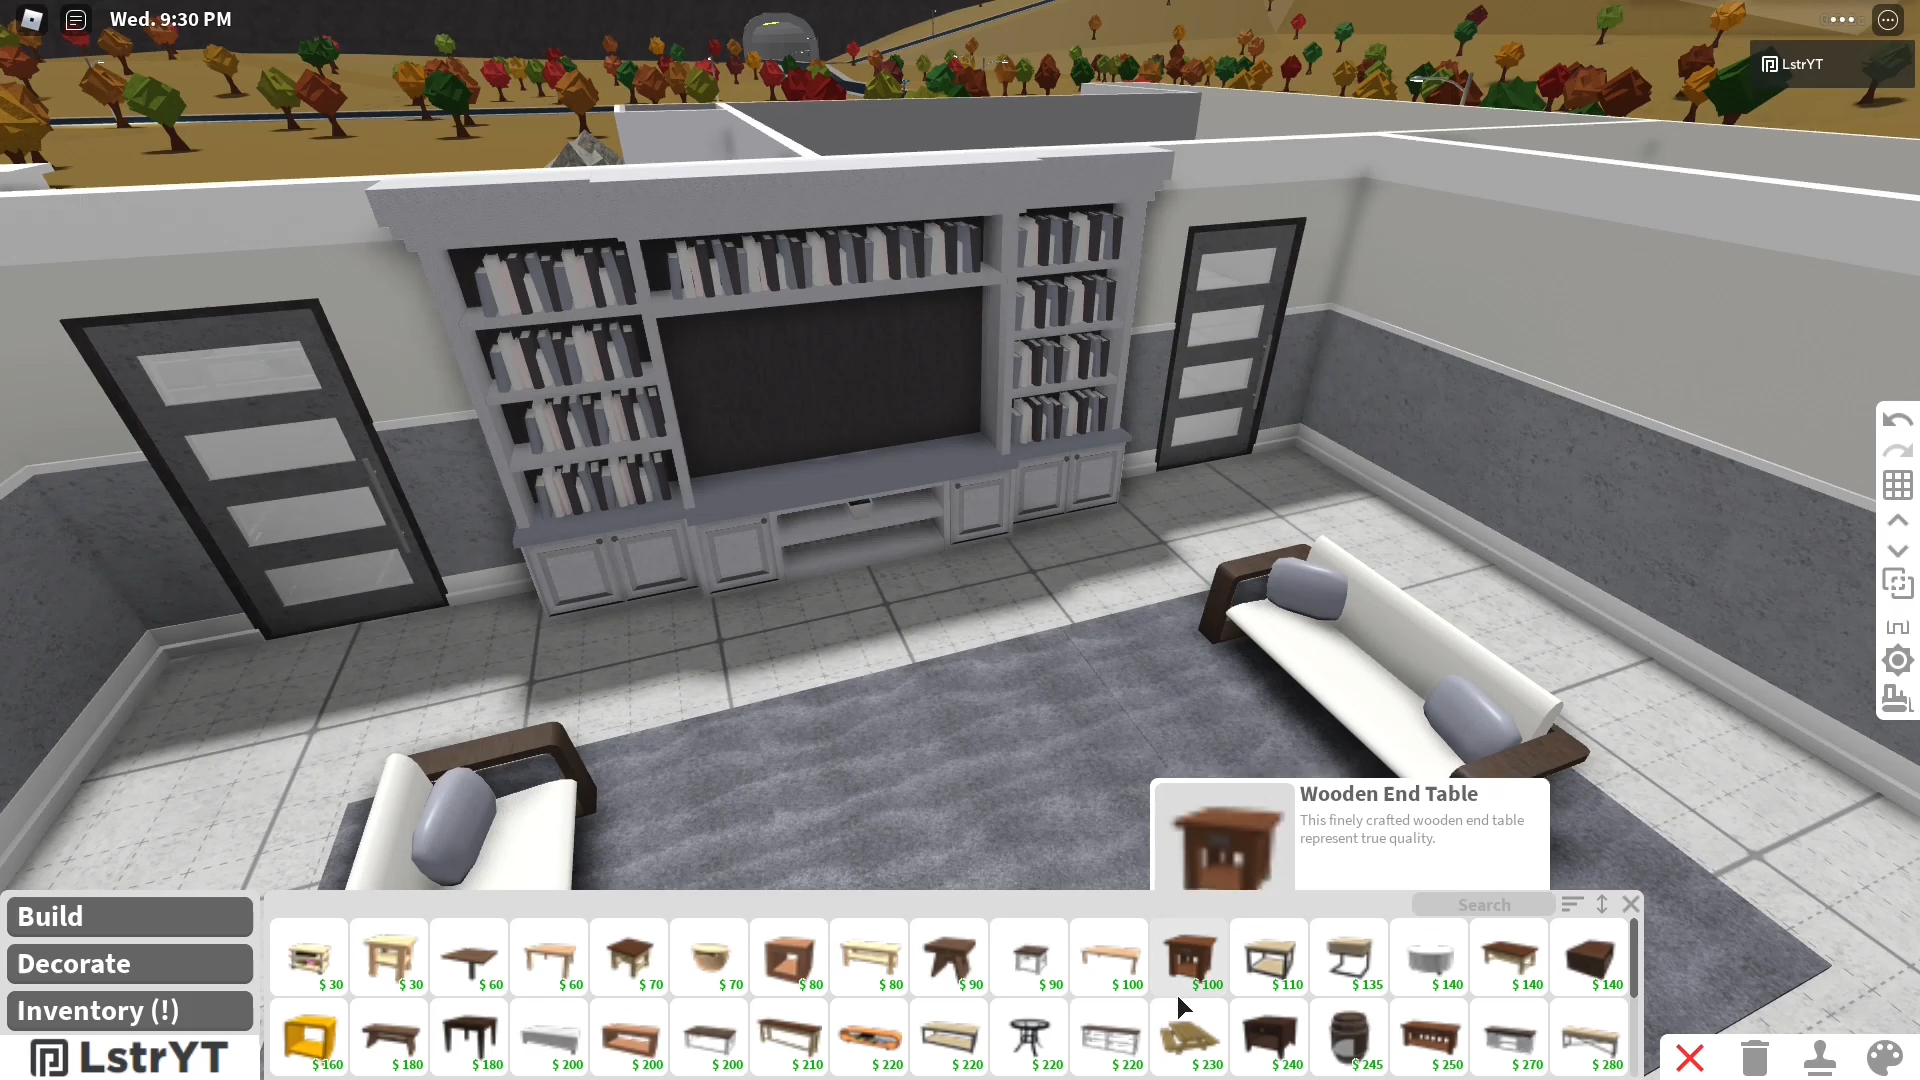 Wed. 9:30 PM
LstrYT
Wooden End Table
This finely crafted wooden end table
represent true quality.
Search
Build
Decorate
Inventory (!)
LstrYT
$ 30 $ 30 $ 60 $ 60 $ 70 $ 70 $ 80 $ 80 $ 90 $ 90 $ 100 $ 100 $ 110 $ 135 $ 140 $ 140 $ 140
$ 160 $ 180 $ 180 $ 200 $ 200 $ 200 $ 210 $ 220 $ 220 $ 220 $ 220 $ 230 $ 240 $ 245 $ 250 $ 270 $ 280